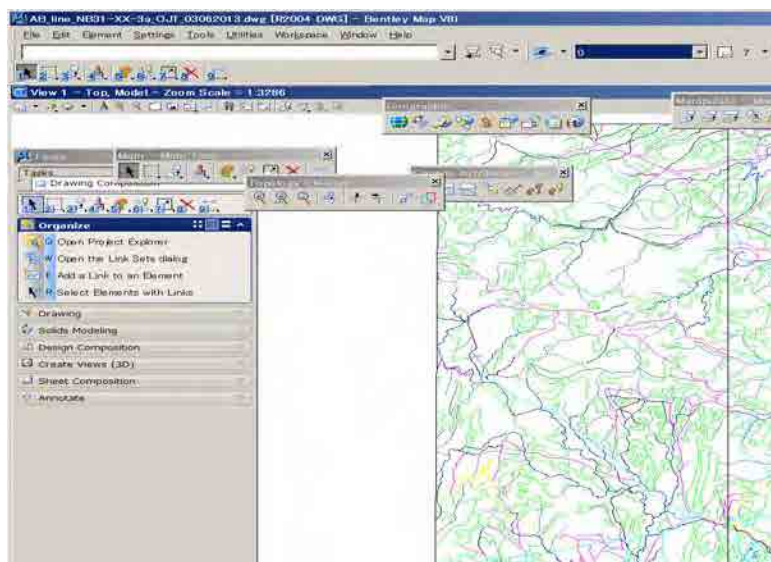 AB_line_NB31-XX-3a_OJT_03062013.dwg [R2004 DWG] - Bentley Map V8i
File Edit Element Settings Tools Utilities Workspace Window Help
0
7
View 1 - Top, Model - Zoom Scale = 1:3286
Tasks
Tasks
Drawing Composition
Organize
Q Open Project Explorer
W Open the Link Sets dialog
E Add a Link to an Element
R Select Elements with Links
Drawing
Solids Modeling
Design Composition
Create Views (3D)
Sheet Composition
Annotate